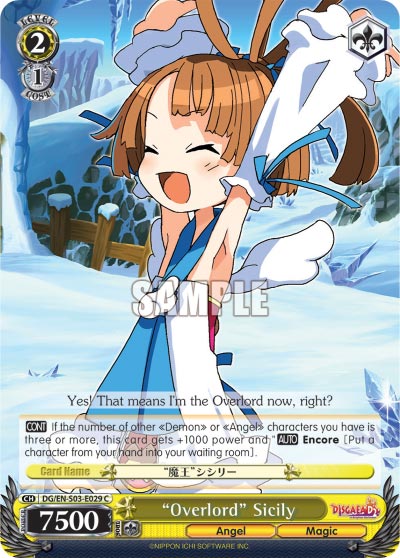 LEVEL
2
1
COST
SAMPLE
Yes! That means I'm the Overlord now, right?
CONT If the number of other «Demon» or «Angel» characters you have is
three or more, this card gets +1000 power and "AUTO Encore [Put a
character from your hand into your waiting room].
Card Name
“魔王”シシリー
CH DG/EN-S03-E029 C
7500
POWER
SOUL
“Overlord” Sicily
DISGAEA
Angel
Magic
©NIPPON ICHI SOFTWARE INC.